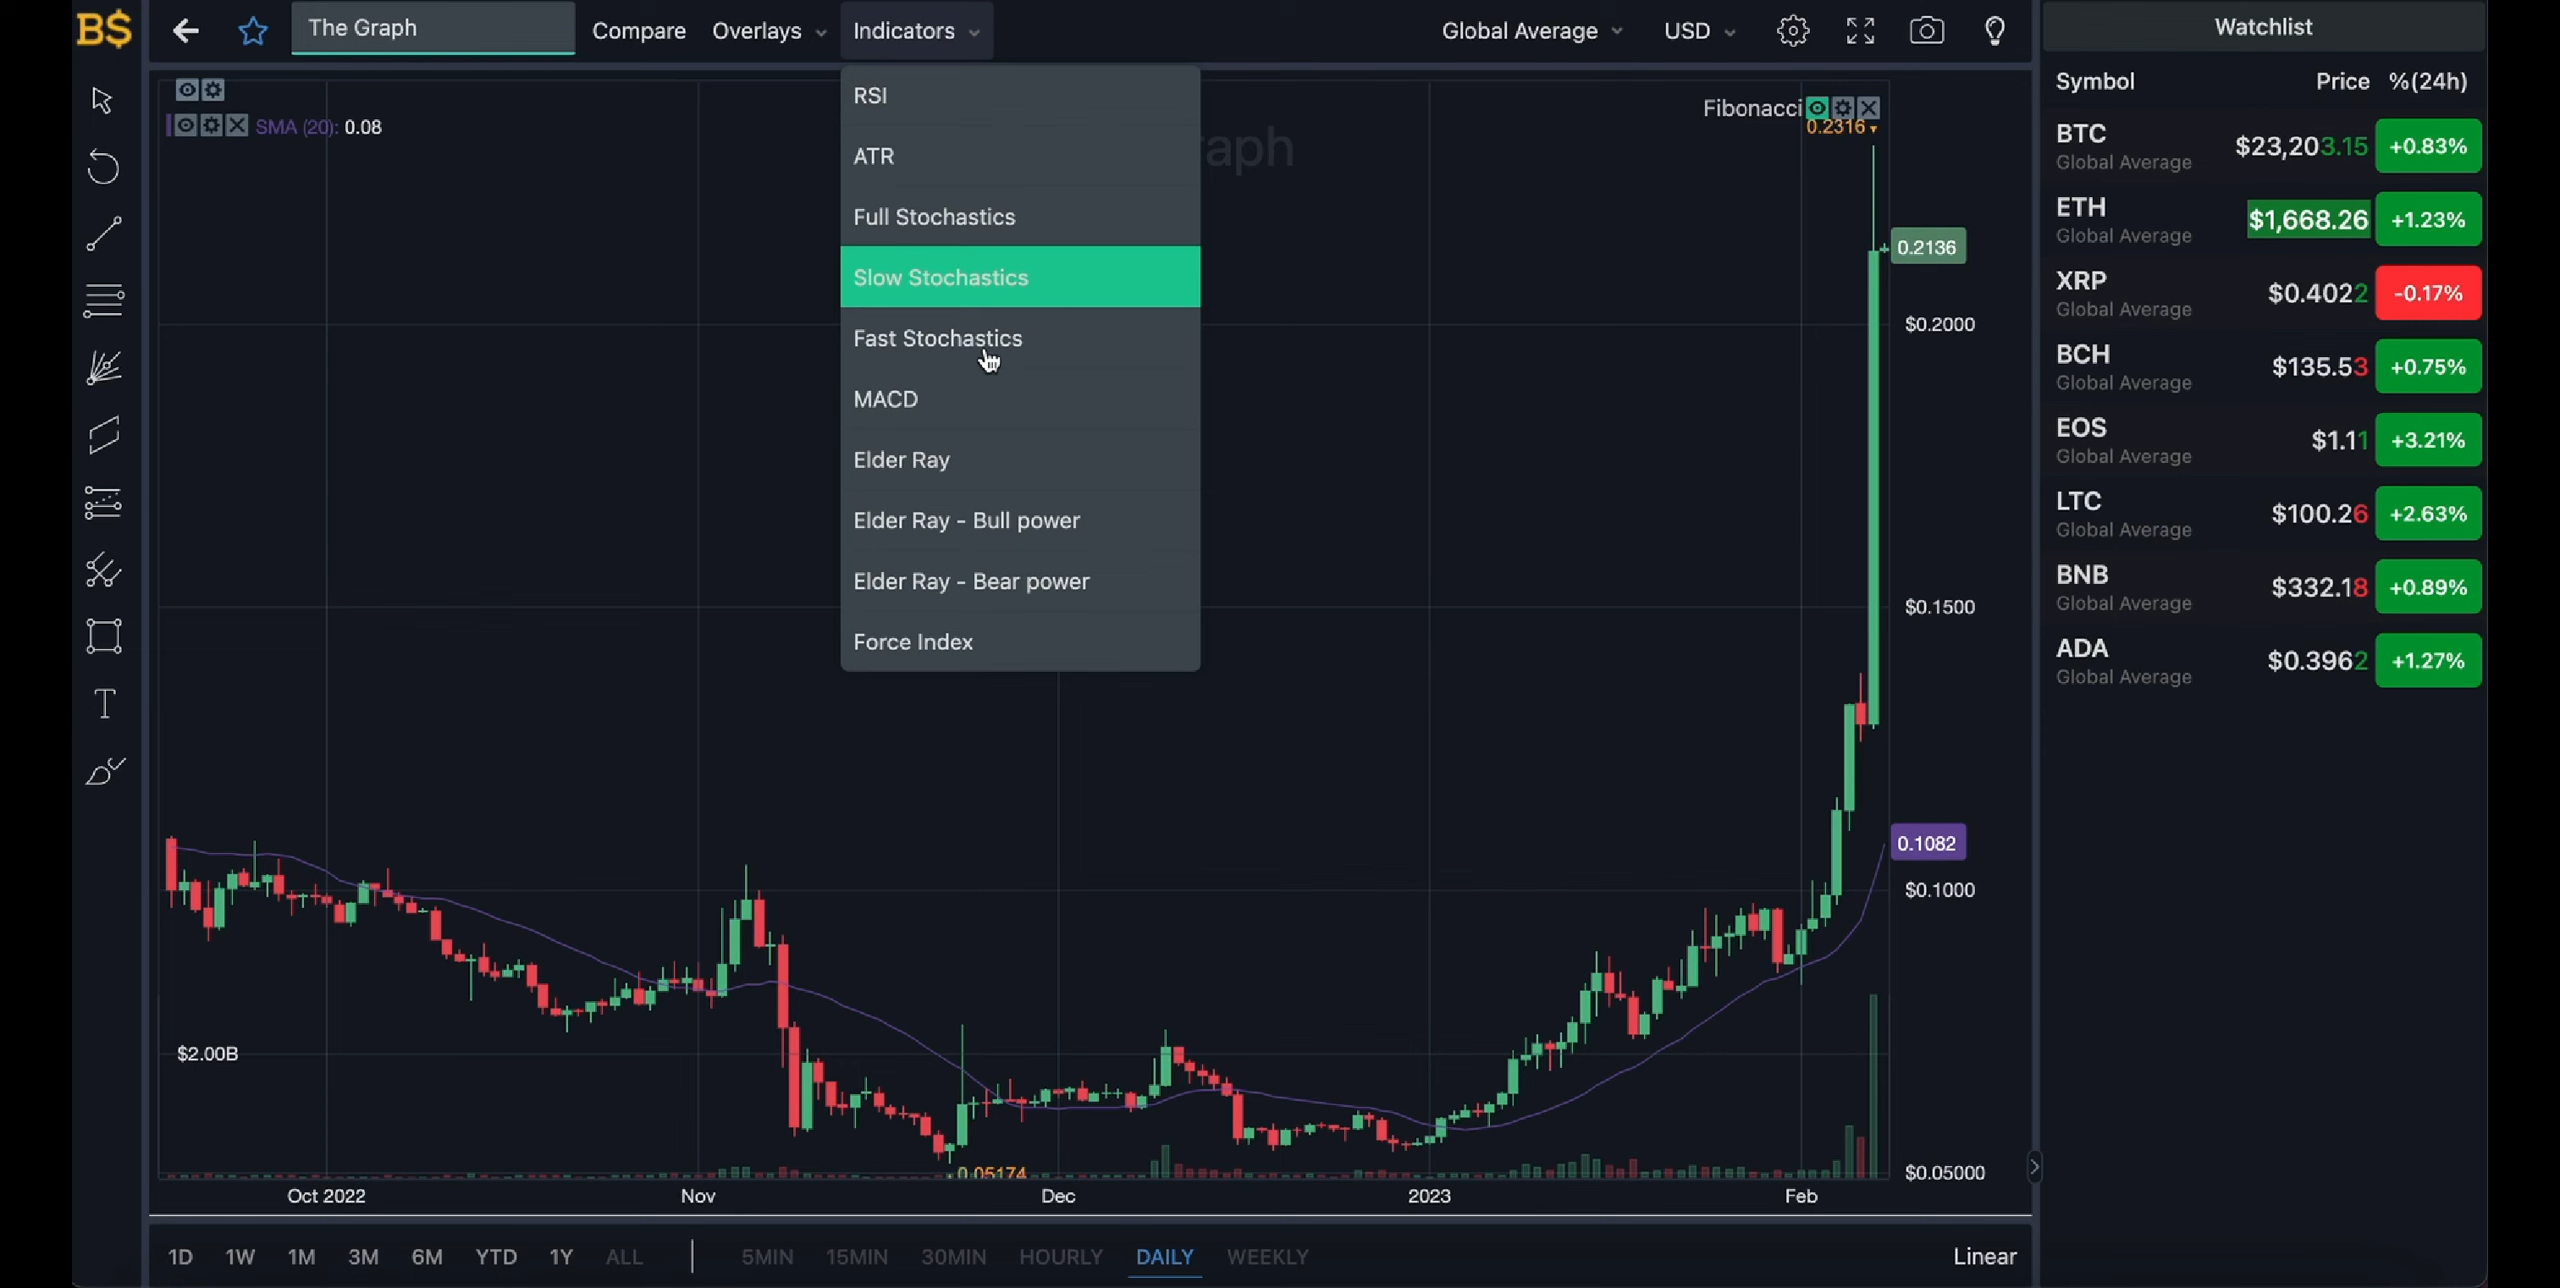 B$
The Graph
Compare
Overlays
Indicators
Global Average
USD
Watchlist
RSI
ATR
Full Stochastics
Slow Stochastics
Fast Stochastics
MACD
Elder Ray
Elder Ray - Bull power
Elder Ray - Bear power
Force Index
SMA (20): 0.08
raph
Fibonacci
0.2316
0.2136
$0.2000
$0.1500
0.1082
$0.1000
$0.05000
$2.00B
0.05174
Oct 2022
Nov
Dec
2023
Feb
1D 1W 1M 3M 6M YTD 1Y ALL
5MIN 15MIN 30MIN HOURLY DAILY WEEKLY
Linear
Symbol Price %(24h)
BTC $23,203.15 +0.83%
Global Average
ETH $1,668.26 +1.23%
Global Average
XRP $0.4022 -0.17%
Global Average
BCH $135.53 +0.75%
Global Average
EOS $1.11 +3.21%
Global Average
LTC $100.26 +2.63%
Global Average
BNB $332.18 +0.89%
Global Average
ADA $0.3962 +1.27%
Global Average
T